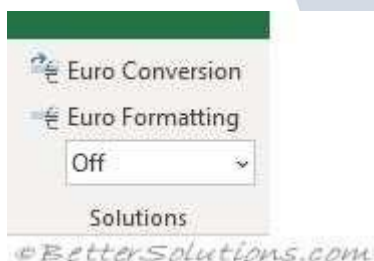 Euro Conversion
Euro Formatting
Off
Solutions
©BetterSolutions.com